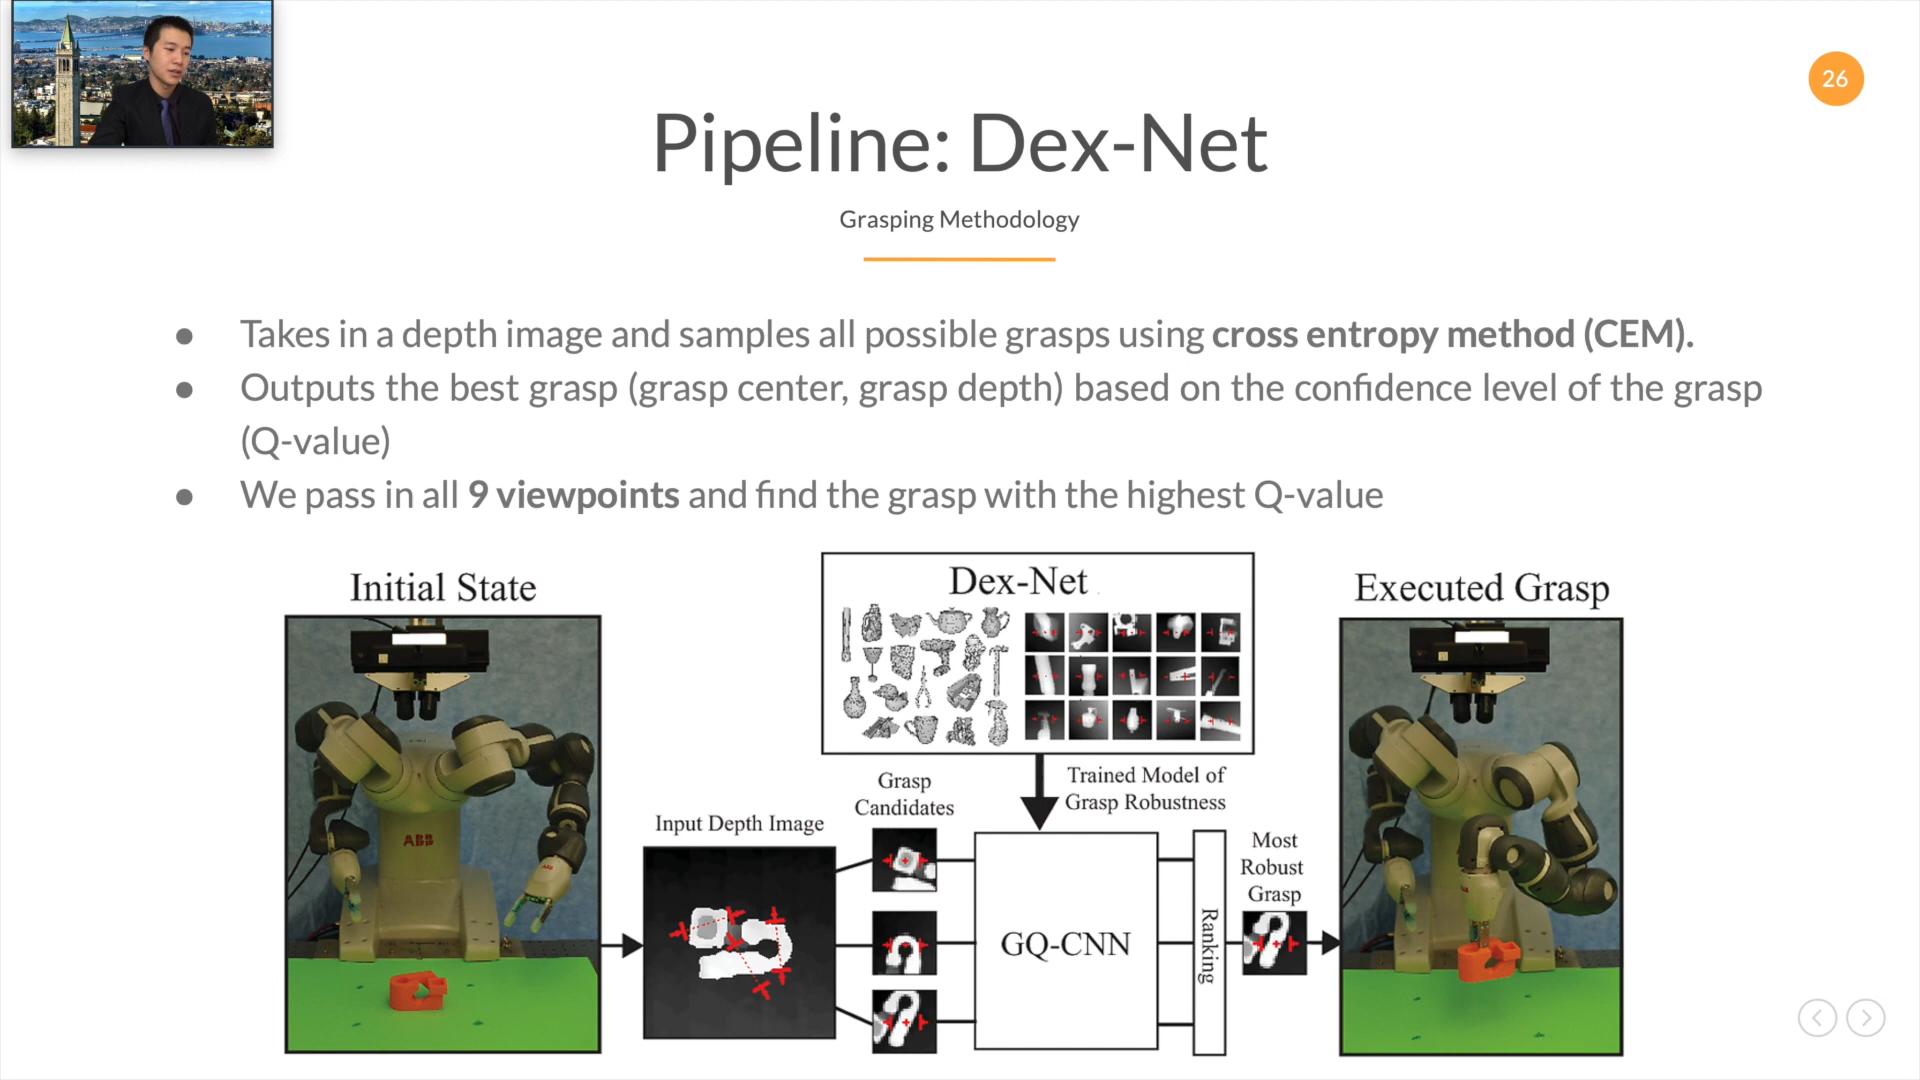 26
Pipeline: Dex-Net
Grasping Methodology
● Takes in a depth image and samples all possible grasps using cross entropy method (CEM).
● Outputs the best grasp (grasp center, grasp depth) based on the confidence level of the grasp
(Q-value)
● We pass in all 9 viewpoints and find the grasp with the highest Q-value
Initial State
Dex-Net
Executed Grasp
Trained Model of
Grasp Robustness
Grasp
Candidates
Input Depth Image
Most
Robust
Grasp
ABB
GQ-CNN
Ranking